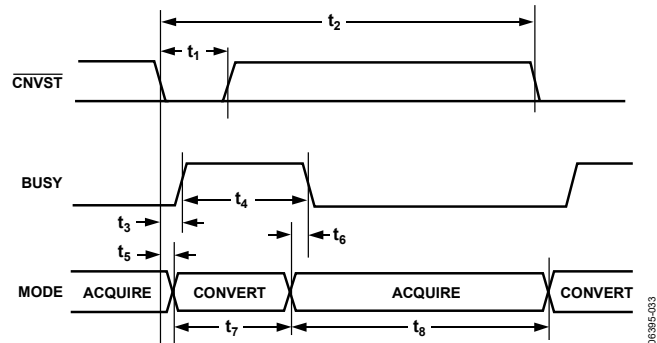 t2
t1
CNVST
BUSY
t4
t3
t6
t5
MODE ACQUIRE CONVERT ACQUIRE CONVERT
t7 t8
06395-033